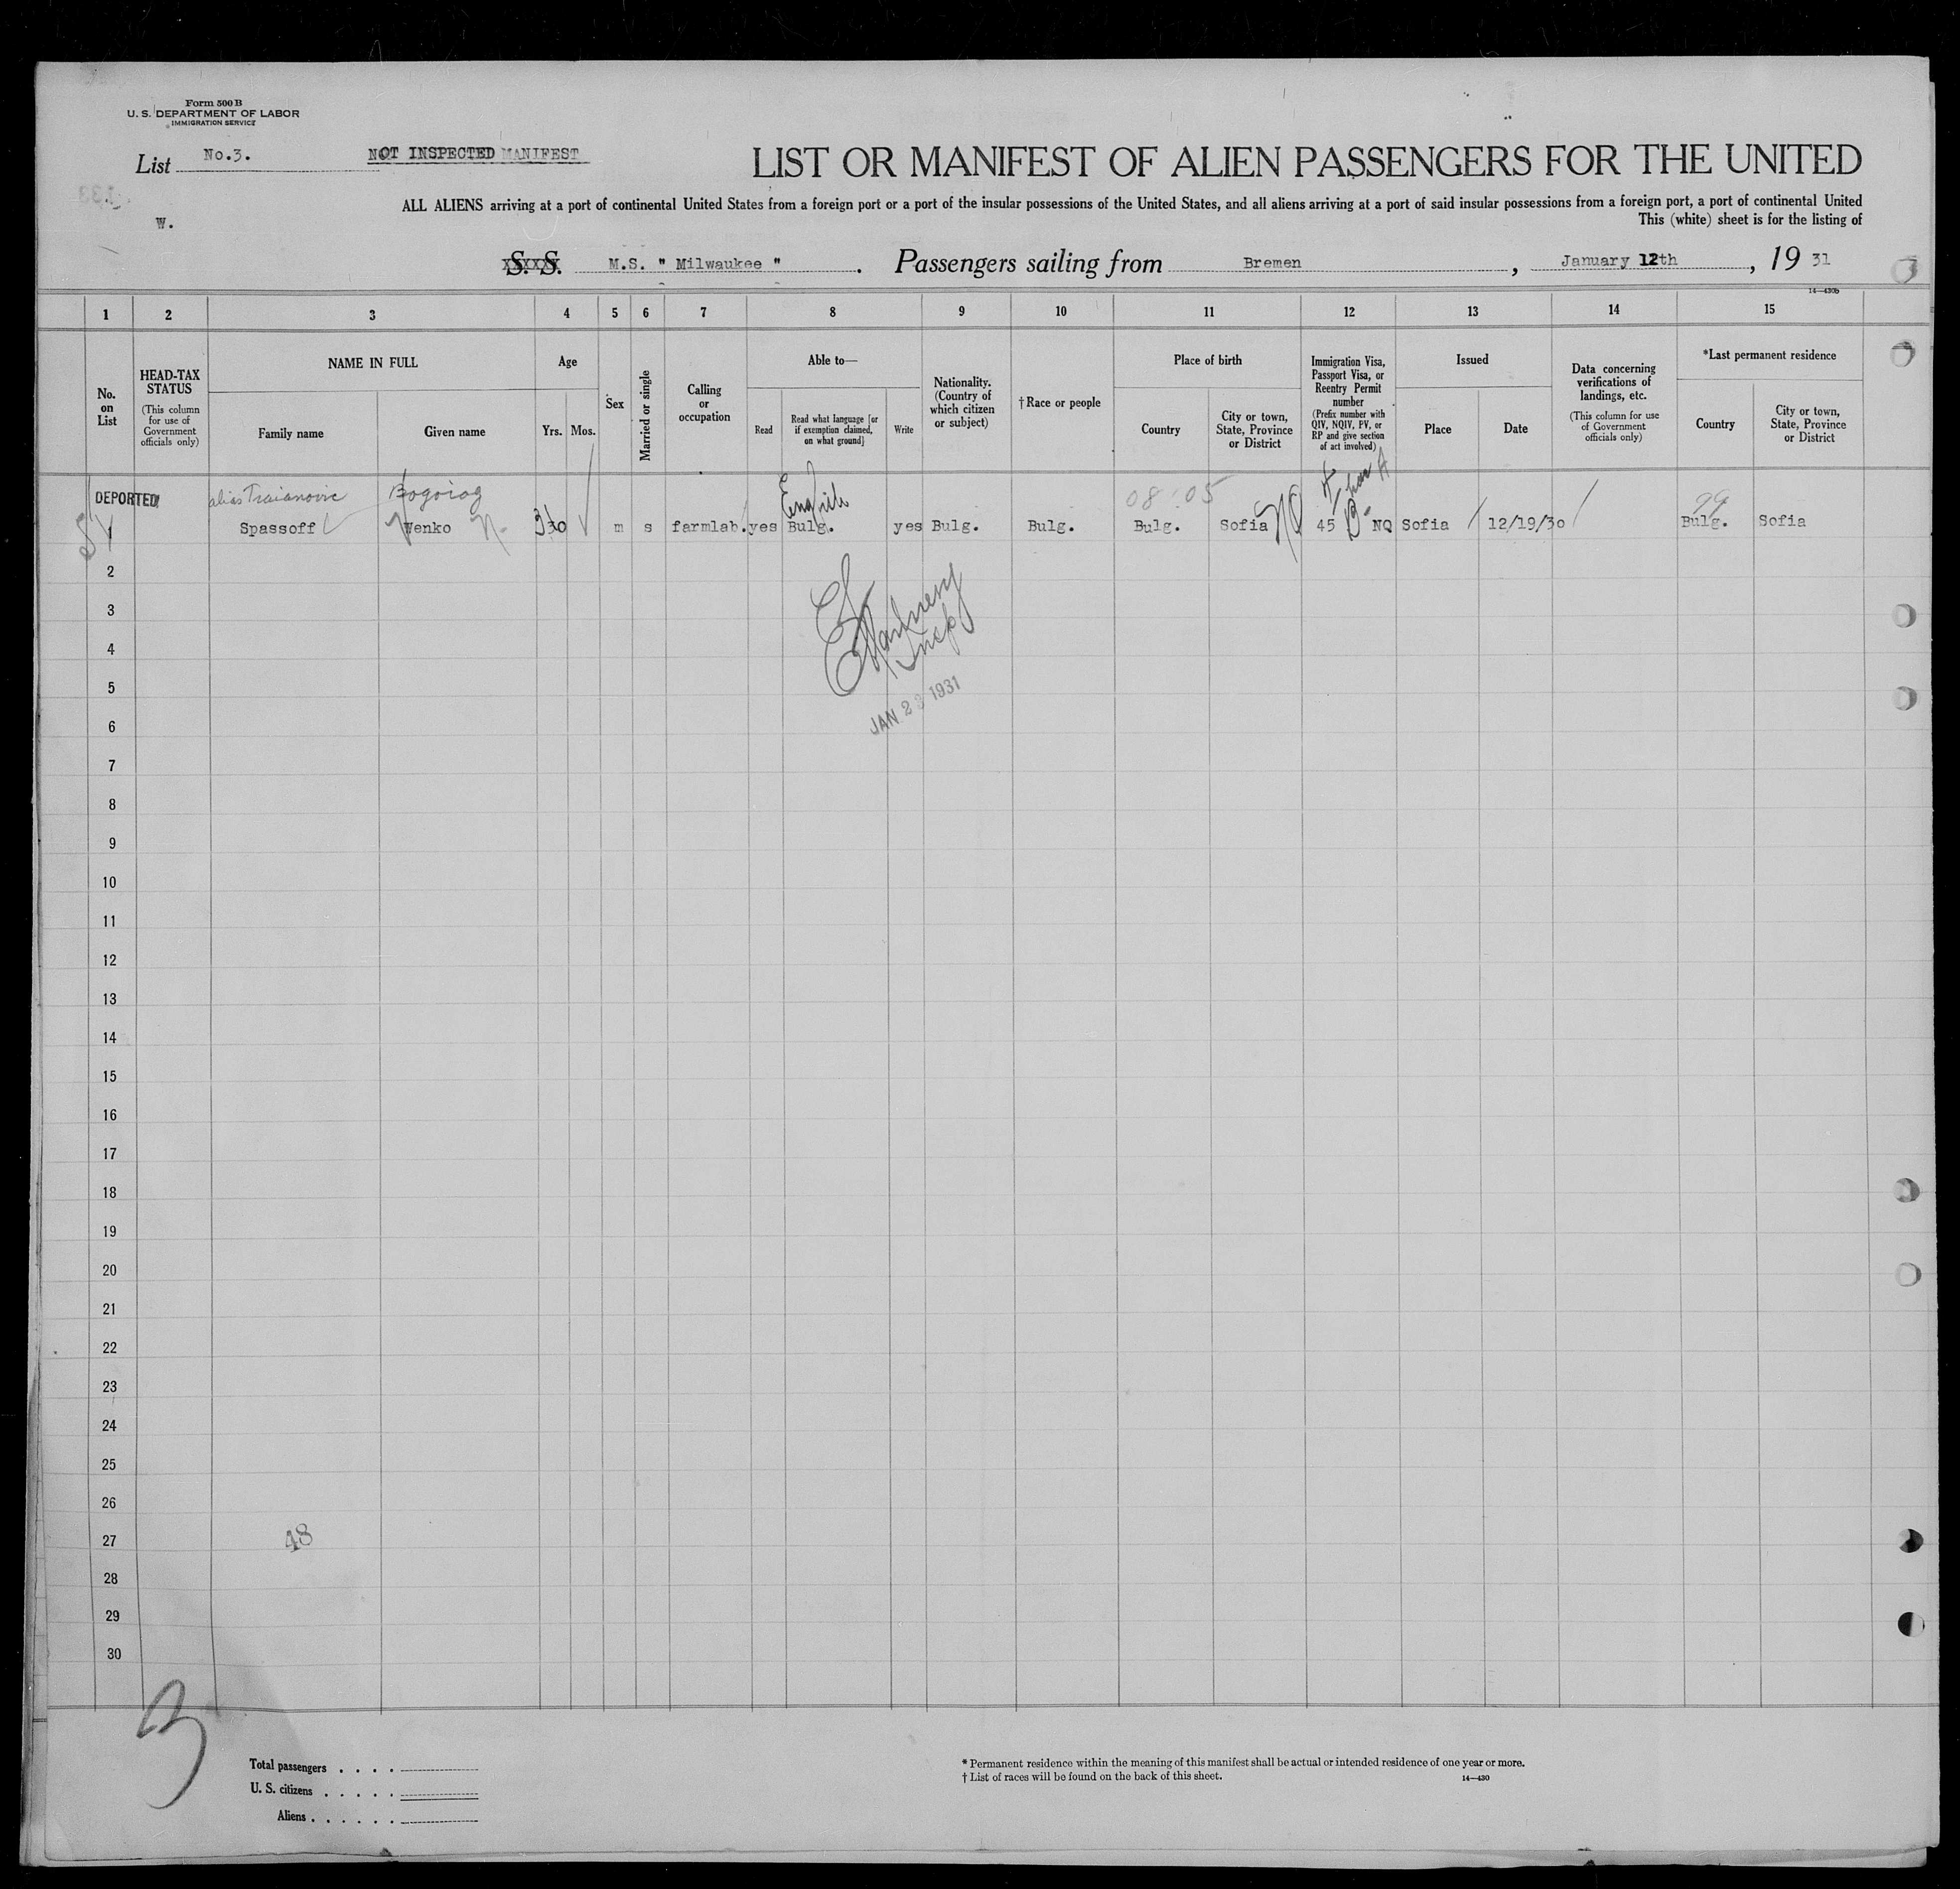 Form 500 B
U. S. DEPARTMENT OF LABOR
IMMIGRATION SERVICE
List No.3. NOT INSPECTED MANIFEST
LIST OR MANIFEST OF ALIEN PASSENGERS FOR THE UNITED
W.
ALL ALIENS arriving at a port of continental United States from a foreign port or a port of the insular possessions of the United States, and all aliens arriving at a port of said insular possessions from a foreign port, a port of continental United
This (white) sheet is for the listing of
S. S. M.S. " Milwaukee ". Passengers sailing from Bremen, January 12th, 19 31
14—430b
1 2 3 4 5 6 7 8 9 10 11 12 13 14 15
No. on List
HEAD-TAX STATUS
(This column for use of Government officials only)
NAME IN FULL
Family name
Given name
Age
Yrs. Mos.
Sex
Married or single
Calling or occupation
Able to—
Read
Read what language [or if exemption claimed, on what ground]
Write
Nationality. (Country of which citizen or subject)
†Race or people
Place of birth
Country
City or town, State, Province or District
Immigration Visa, Passport Visa, or Reentry Permit number
(Prefix number with QIV, NQIV, PV, or RP and give section of act involved)
Issued
Place
Date
Data concerning verifications of landings, etc.
(This column for use of Government officials only)
*Last permanent residence
Country
City or town, State, Province or District
DEPORTED alias Traianovic English 08:05 99
Spassoff Wenko 30 m s farmlab. yes Bulg. yes Bulg. Bulg. Bulg. Sofia NQ 45 NQ Sofia 12/19/30 Bulg. Sofia
2
3
Insp
4
5
JAN 2 1931
6
7
8
9
10
11
12
13
14
15
16
17
18
19
20
21
22
23
24
25
26
27 48
28
29
30
3
Total passengers . . . .
U. S. citizens . . . . .
Aliens . . . . . .
* Permanent residence within the meaning of this manifest shall be actual or intended residence of one year or more.
† List of races will be found on the back of this sheet. 14—430